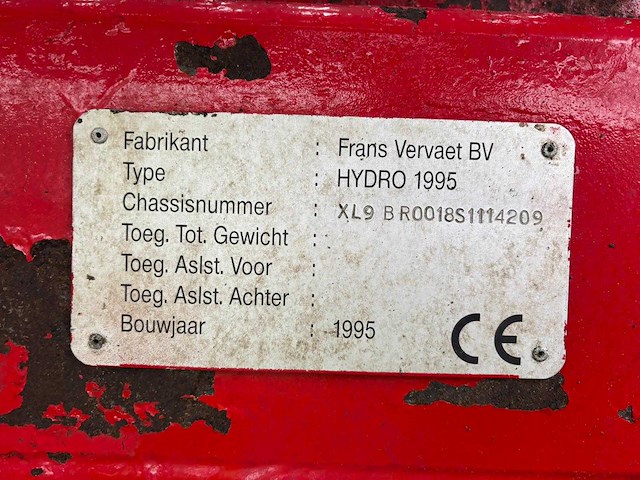 Fabrikant : Frans Vervaet BV
Type : HYDRO 1995
Chassisnummer : XL9 BR0018S1114209
Toeg. Tot. Gewicht :
Toeg. Aslst. Voor :
Toeg. Aslst. Achter :
Bouwjaar : 1995
CE